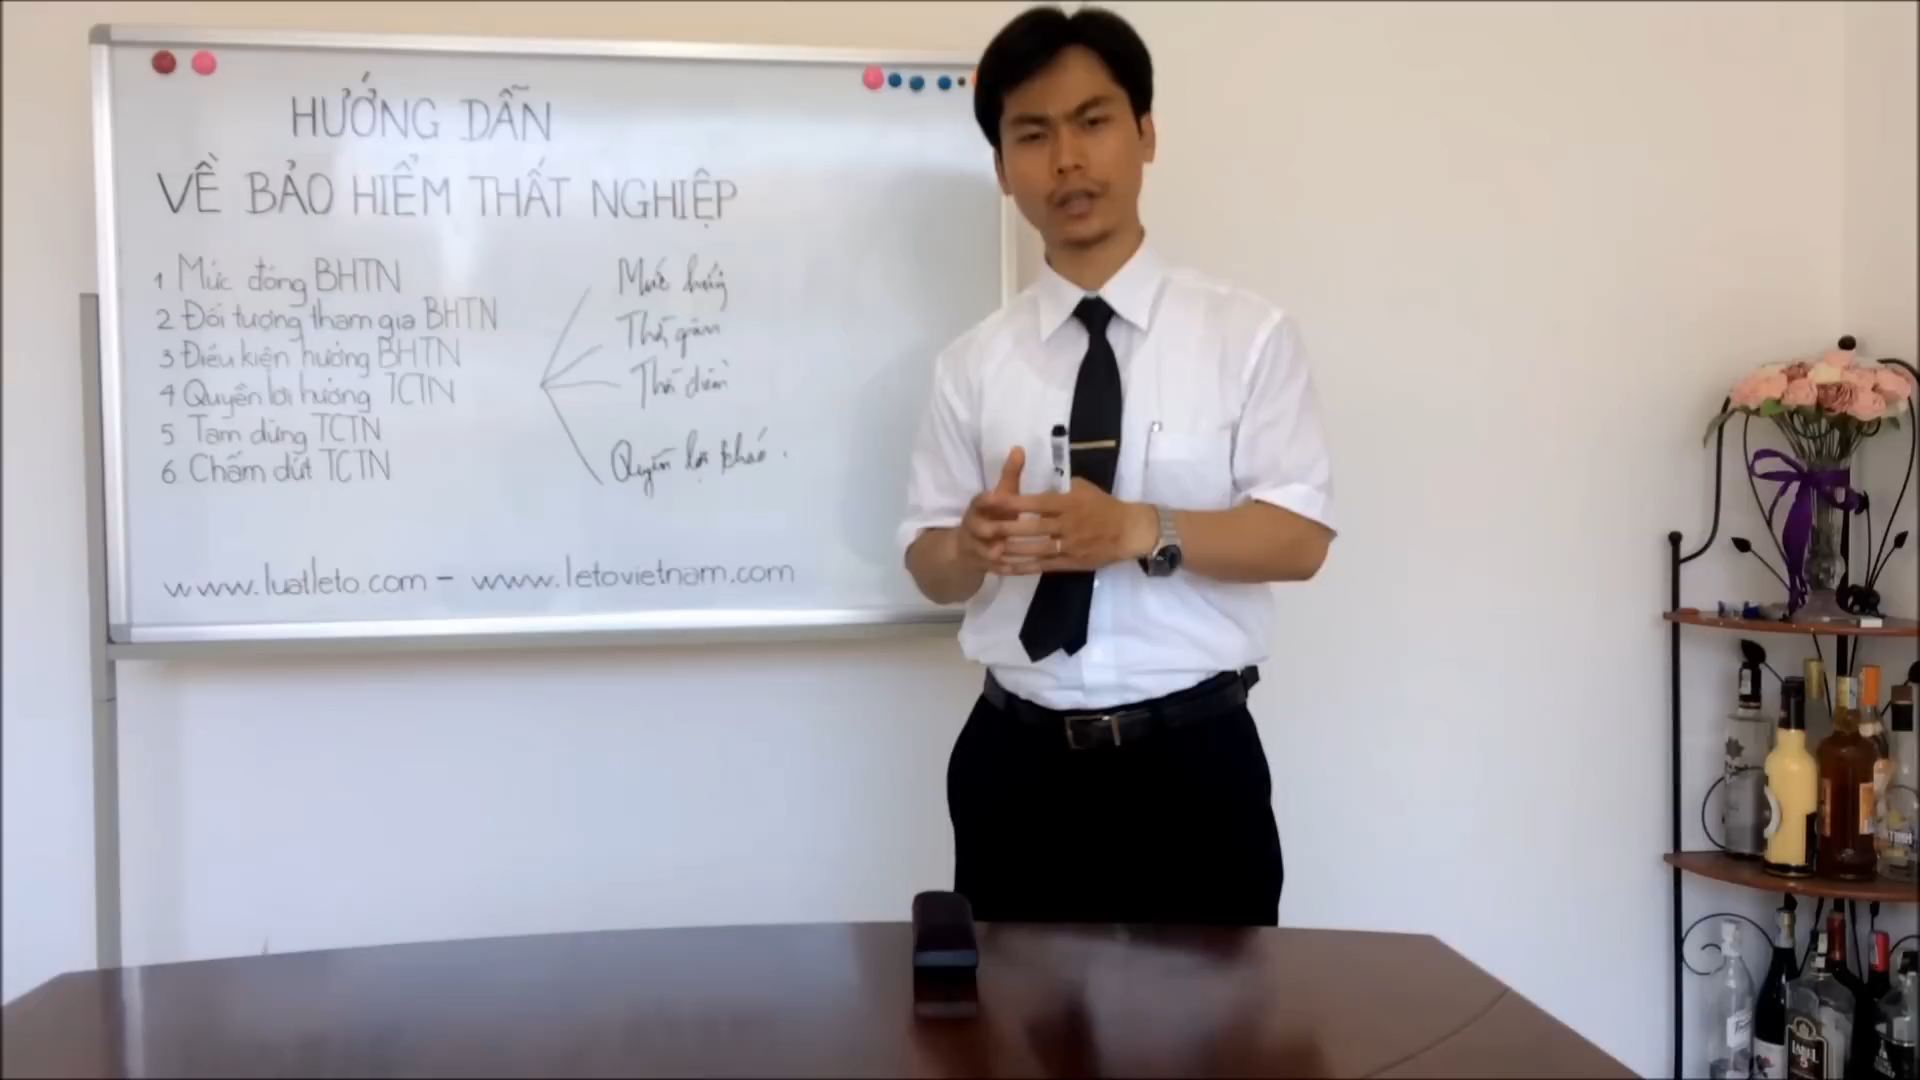 HƯỚNG DẪN
VỀ BẢO HIỂM THẤT NGHIỆP
1 Mức đóng BHTN
2 Đối tượng tham gia BHTN
3 Điều kiện hưởng BHTN
4 Quyền lợi hưởng TCTN
5 Tạm dừng TCTN
6 Chấm dứt TCTN
Mức hưởng
Thời gian
Thời điểm
Quyền lợi khác.
www.luatleto.com - www.letovietnam.com
LABEL
5